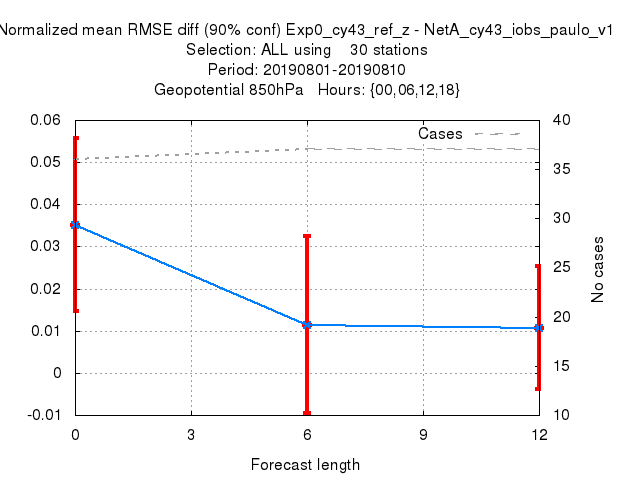 Normalized mean RMSE diff (90% conf) Exp0_cy43_ref_z - NetA_cy43_iobs_paulo_v1
Selection: ALL using 30 stations
Period: 20190801-20190810
Geopotential 850hPa Hours: {00,06,12,18}
Cases
0.06
0.05
0.04
0.03
0.02
0.01
0
-0.01
40
35
30
25
20
15
10
No cases
0 3 6 9 12
Forecast length